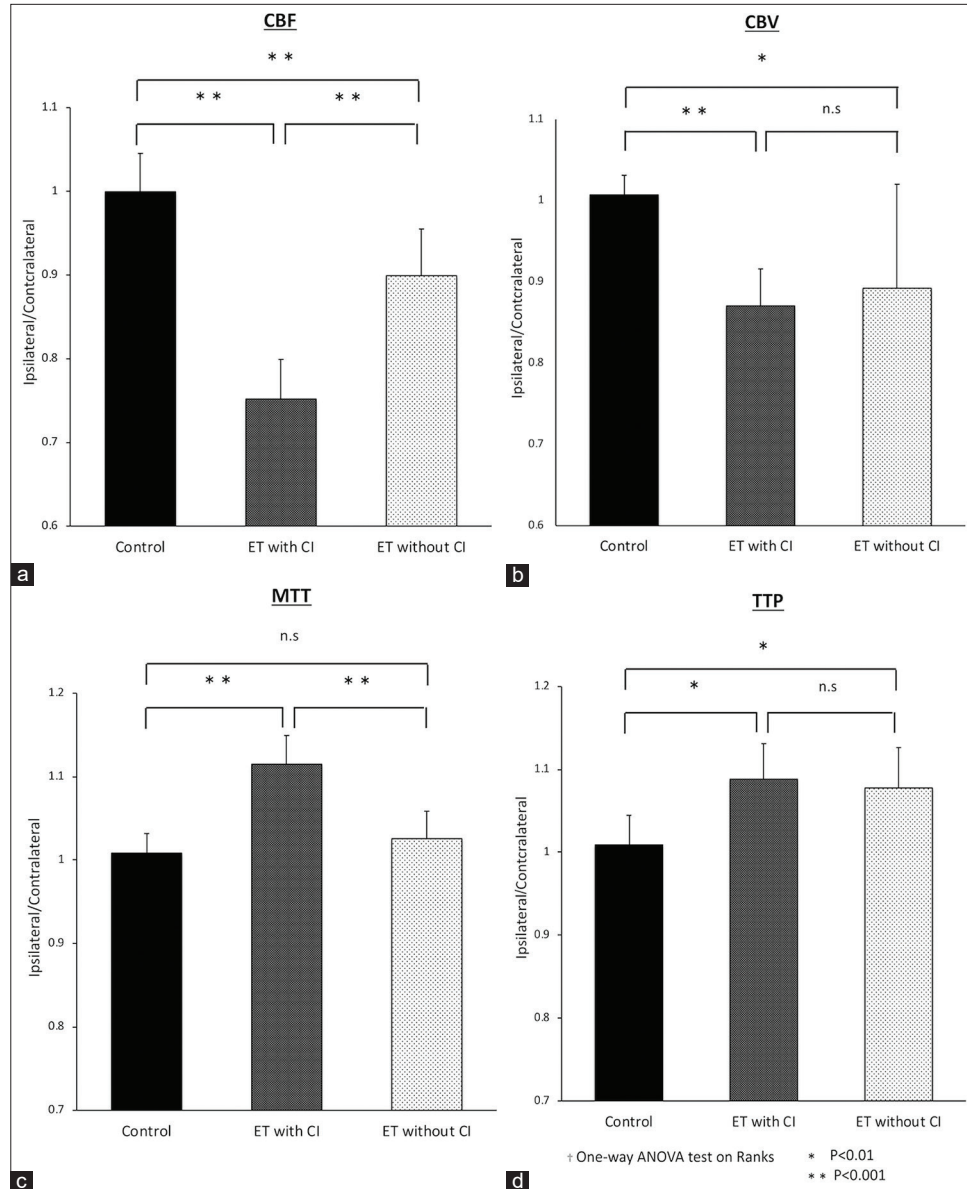 CBF
* *
* *
* *
1.1
1
0.9
0.8
0.7
0.6
Ipsilateral/Contcralateral
Control
ET with CI
ET without CI
a
CBV
*
* *
n.s
1.1
1
0.9
0.8
0.7
0.6
Ipsilateral/Contcralateral
Control
ET with CI
ET without CI
b
MTT
n.s
* *
* *
1.2
1.1
1
0.9
0.8
0.7
Ipsilateral/Contralateral
Control
ET with CI
ET without CI
c
TTP
*
*
n.s
1.2
1.1
1
0.9
0.8
0.7
Ipsilateral/Contcralateral
Control
ET with CI
ET without CI
† One-way ANOVA test on Ranks
* P<0.01
* * P<0.001
d